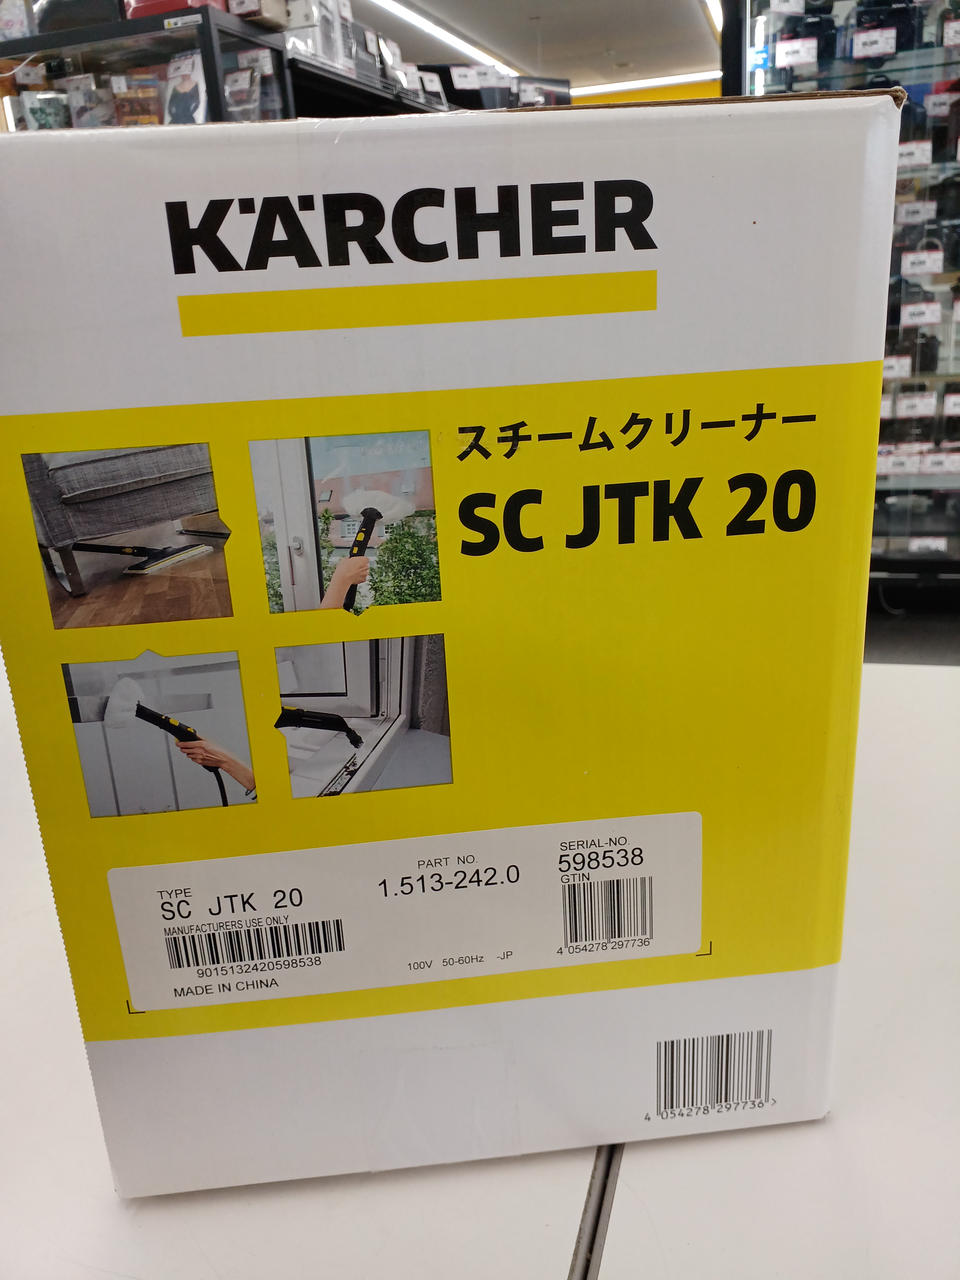 KÄRCHER
スチームクリーナー
SC JTK 20
TYPE
SC JTK 20
MANUFACTURERS USE ONLY
9015132420598538
MADE IN CHINA
PART NO.
1.513-242.0
100V 50-60Hz -JP
SERIAL-NO.
598538
GTIN
4 054278 297736
4 054278 297736 >